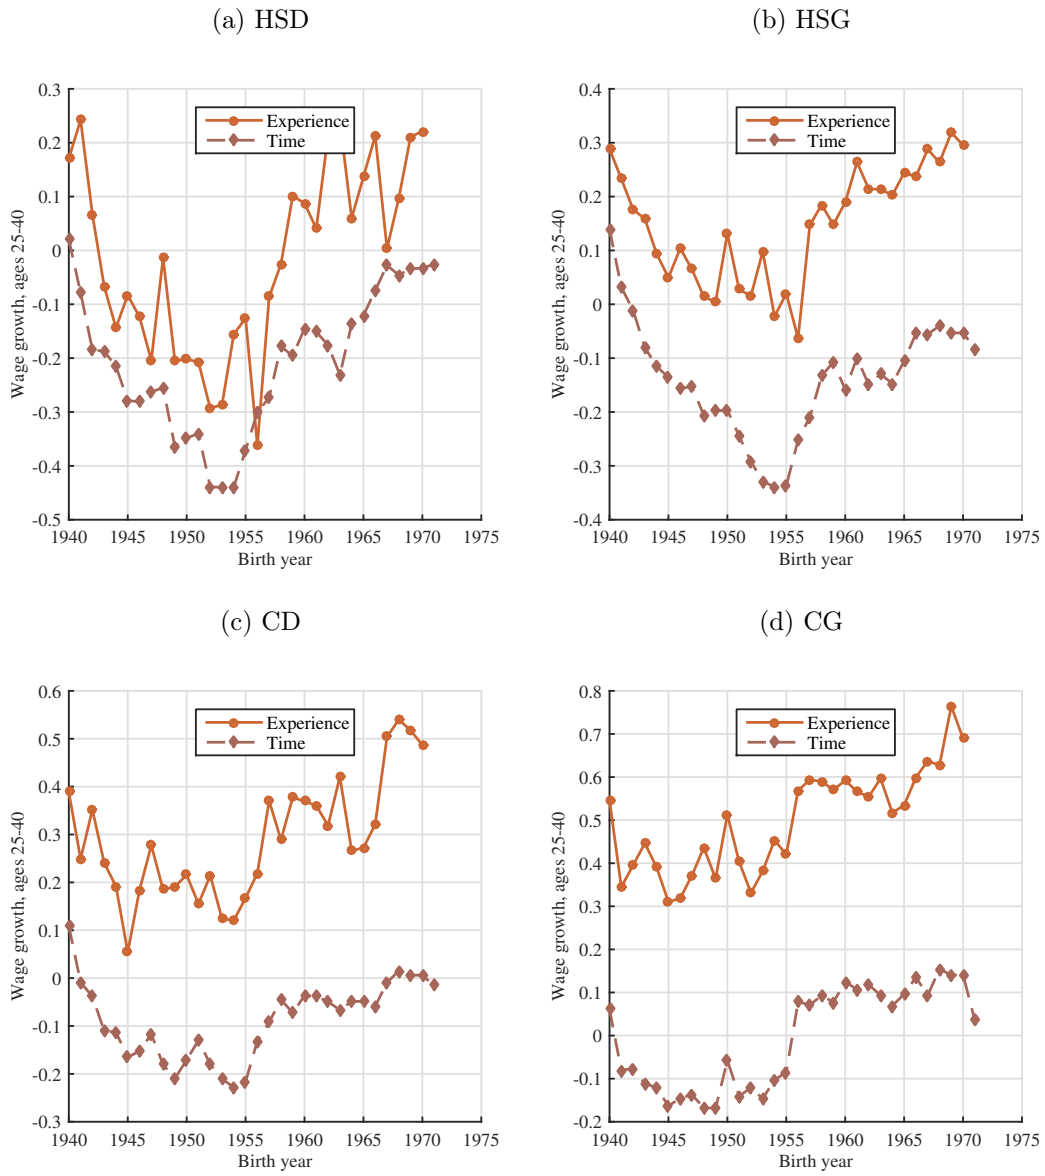 (a) HSD
(b) HSG
0.3
0.2
0.1
0
-0.1
-0.2
-0.3
-0.4
-0.5
Wage growth, ages 25-40
Experience
Time
1940 1945 1950 1955 1960 1965 1970 1975
Birth year
0.4
0.3
0.2
0.1
0
-0.1
-0.2
-0.3
-0.4
Wage growth, ages 25-40
Experience
Time
1940 1945 1950 1955 1960 1965 1970 1975
Birth year
(c) CD
(d) CG
0.6
0.5
0.4
0.3
0.2
0.1
0
-0.1
-0.2
-0.3
Wage growth, ages 25-40
Experience
Time
1940 1945 1950 1955 1960 1965 1970 1975
Birth year
0.8
0.7
0.6
0.5
0.4
0.3
0.2
0.1
0
-0.1
-0.2
Wage growth, ages 25-40
Experience
Time
1940 1945 1950 1955 1960 1965 1970 1975
Birth year